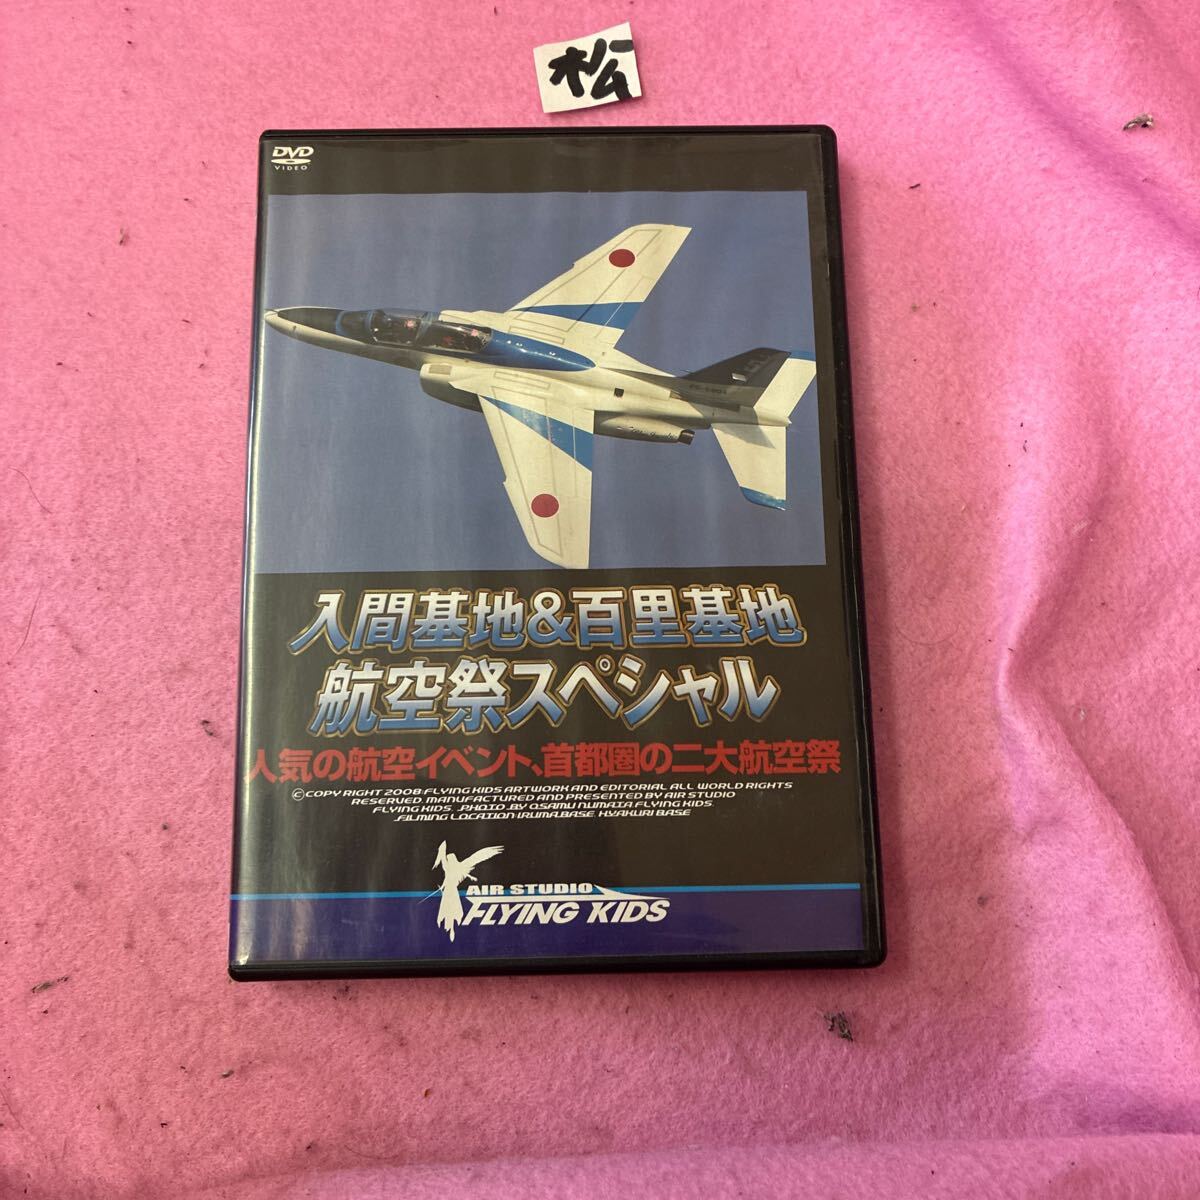 松
DVD
VIDEO
入間基地&百里基地
航空祭スペシャル
人気の航空イベント、首都圏の二大航空祭
©COPY RIGHT 2008:FLYING KIDS ARTWORK AND EDITORIAL ALL WORLD RIGHTS
RESERVED. MANUFACTURED AND PRESENTED BY AIR STUDIO
FLYING KIDS. PHOTO BY OSAMU NUMATA FLYING KIDS.
FILMING LOCATION:IRUMA BASE. HYAKURI BASE
AIR STUDIO
FLYING KIDS